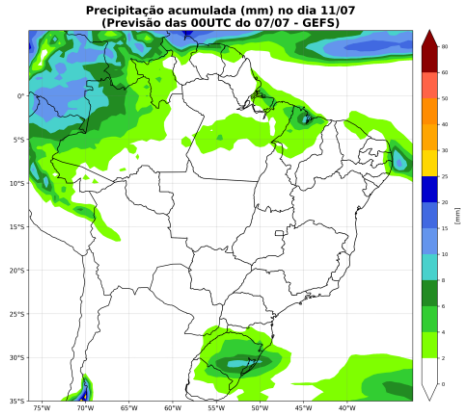 Precipitação acumulada (mm) no dia 11/07
(Previsão das 00UTC do 07/07 - GEFS)
0°
5°S
10°S
15°S
20°S
25°S
30°S
35°S
75°W
70°W
65°W
60°W
55°W
50°W
45°W
40°W
80
60
50
40
30
25
20
15
10
8
6
4
2
0
[mm]